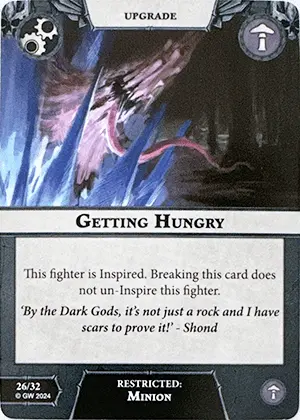 UPGRADE
GETTING HUNGRY
This fighter is Inspired. Breaking this card does
not un-Inspire this fighter.
‘By the Dark Gods, it's not just a rock and I have
scars to prove it!’ - Shond
26/32
© GW 2024
RESTRICTED:
MINION